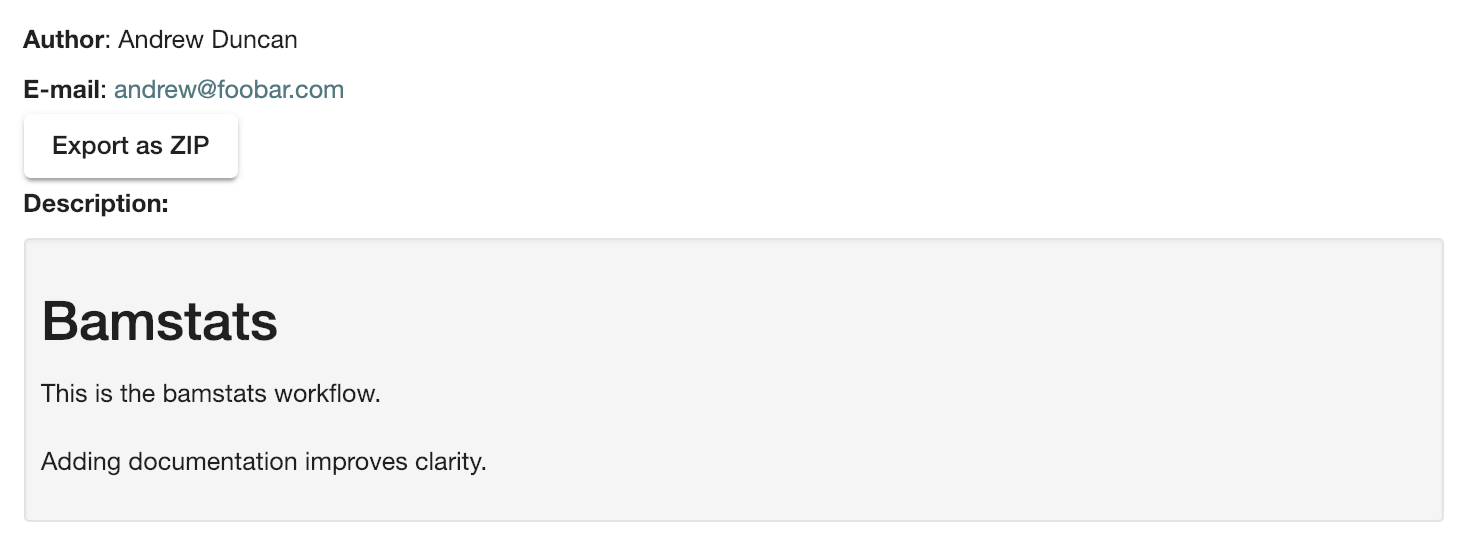 Author: Andrew Duncan
E-mail: andrew@foobar.com
Export as ZIP
Description:
Bamstats
This is the bamstats workflow.
Adding documentation improves clarity.